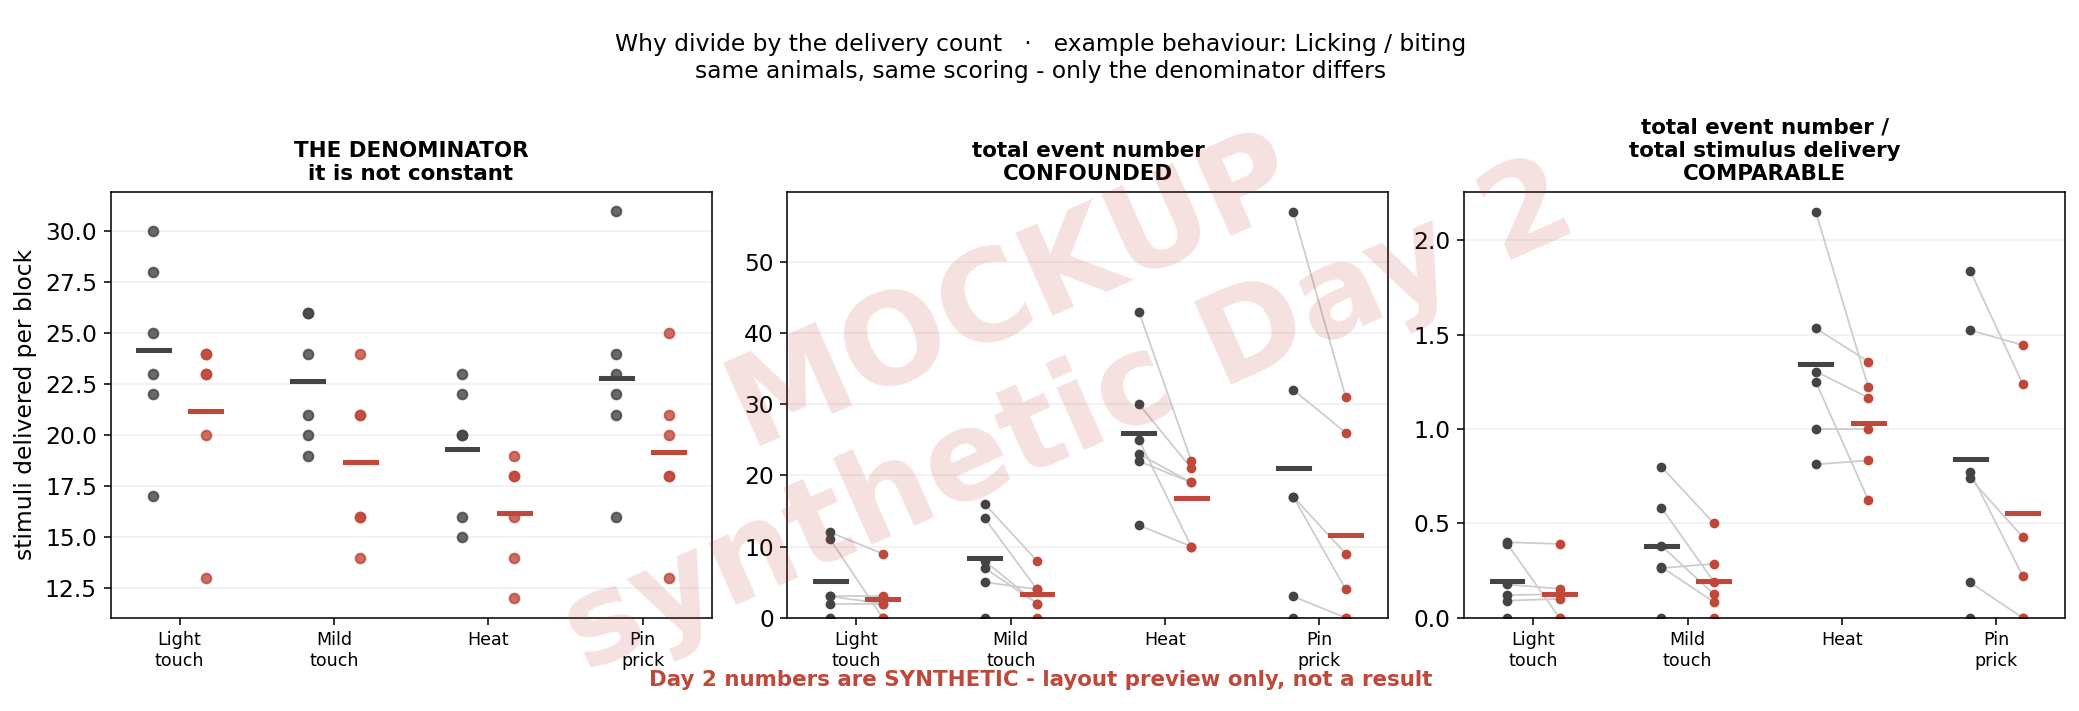 Why divide by the delivery count · example behaviour: Licking / biting
same animals, same scoring - only the denominator differs
THE DENOMINATOR
it is not constant
stimuli delivered per block
30.0
27.5
25.0
22.5
20.0
17.5
15.0
12.5
Light
touch
Mild
touch
Heat
Pin
prick
total event number
CONFOUNDED
50
40
30
20
10
0
Light
touch
Mild
touch
Heat
Pin
prick
total event number /
total stimulus delivery
COMPARABLE
2.0
1.5
1.0
0.5
0.0
Light
touch
Mild
touch
Heat
Pin
prick
MOCKUP
synthetic Day 2
Day 2 numbers are SYNTHETIC - layout preview only, not a result